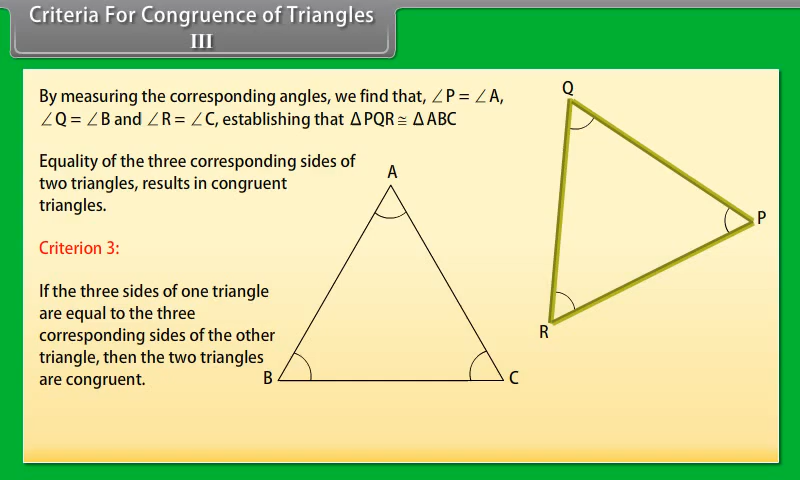 Criteria For Congruence of Triangles
III
By measuring the corresponding angles, we find that, ∠P = ∠A,
∠Q = ∠B and ∠R = ∠C, establishing that ΔPQR ≅ ΔABC
Equality of the three corresponding sides of
two triangles, results in congruent
triangles.
Criterion 3:
If the three sides of one triangle
are equal to the three
corresponding sides of the other
triangle, then the two triangles
are congruent.
A
B
C
Q
P
R